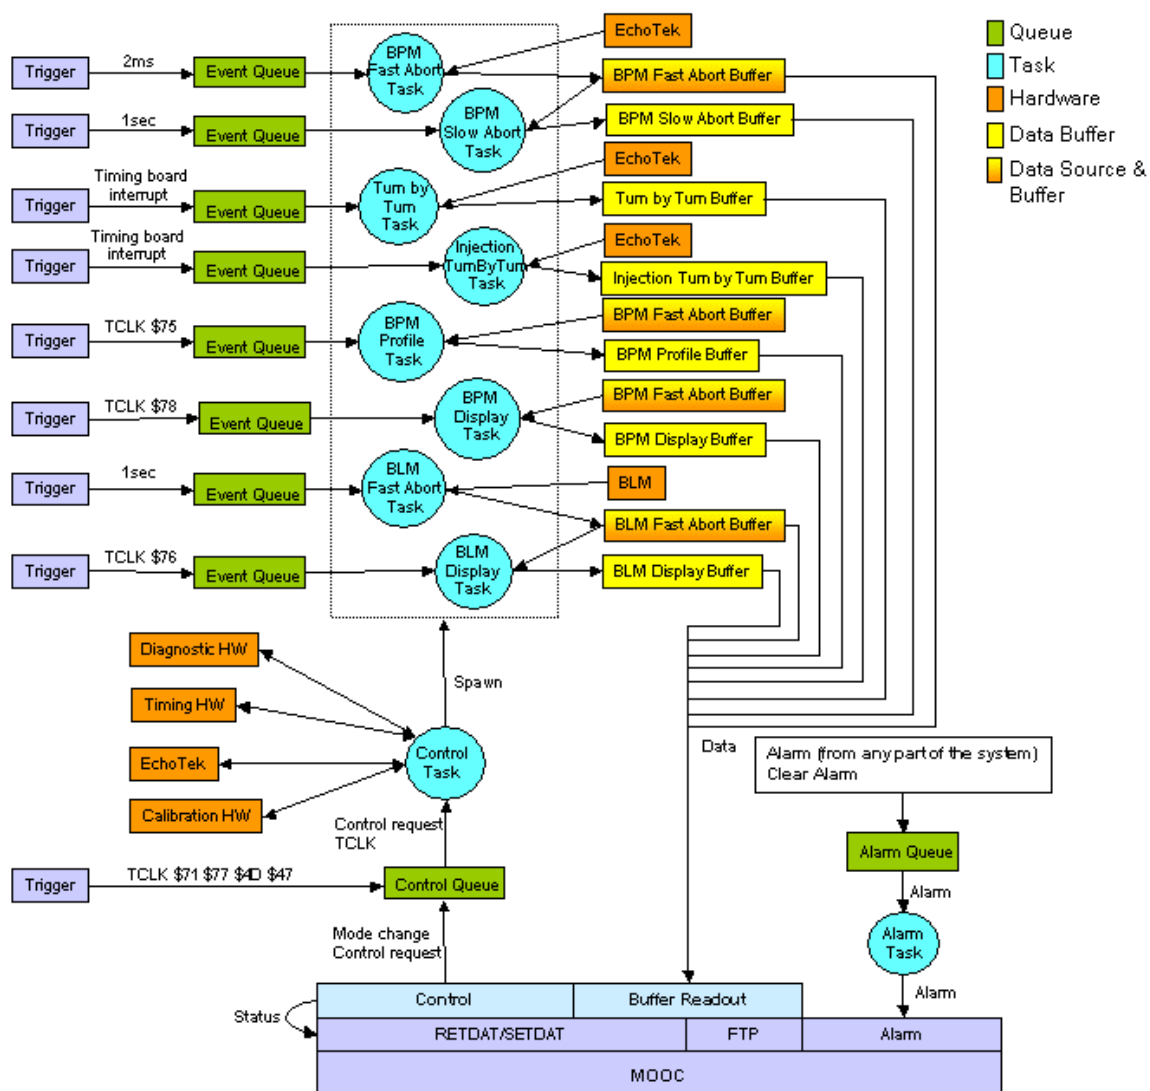 EchoTek
Queue
Task
Hardware
Data Buffer
Data Source &
Buffer
Trigger
2ms
Event Queue
BPM
Fast Abort
Task
BPM Fast Abort Buffer
Trigger
1sec
Event Queue
BPM
Slow Abort
Task
BPM Slow Abort Buffer
EchoTek
Trigger
Timing board
interrupt
Event Queue
Turn by
Turn
Task
Turn by Turn Buffer
EchoTek
Trigger
Timing board
interrupt
Event Queue
Injection
TurnByTurn
Task
Injection Turn by Turn Buffer
BPM Fast Abort Buffer
Trigger
TCLK $75
Event Queue
BPM
Profile
Task
BPM Profile Buffer
BPM Fast Abort Buffer
Trigger
TCLK $78
Event Queue
BPM
Display
Task
BPM Display Buffer
Trigger
1sec
Event Queue
BLM
Fast Abort
Task
BLM
BLM Fast Abort Buffer
Trigger
TCLK $76
Event Queue
BLM
Display
Task
BLM Display Buffer
Diagnostic HW
Spawn
Timing HW
EchoTek
Control
Task
Calibration HW
Data
Alarm (from any part of the system)
Clear Alarm
Control request
TCLK
Alarm Queue
Trigger
TCLK $71 $77 $4D $47
Control Queue
Alarm
Mode change
Control request
Alarm
Task
Alarm
Control
Buffer Readout
Status
RETDAT/SETDAT
FTP
Alarm
MOOC